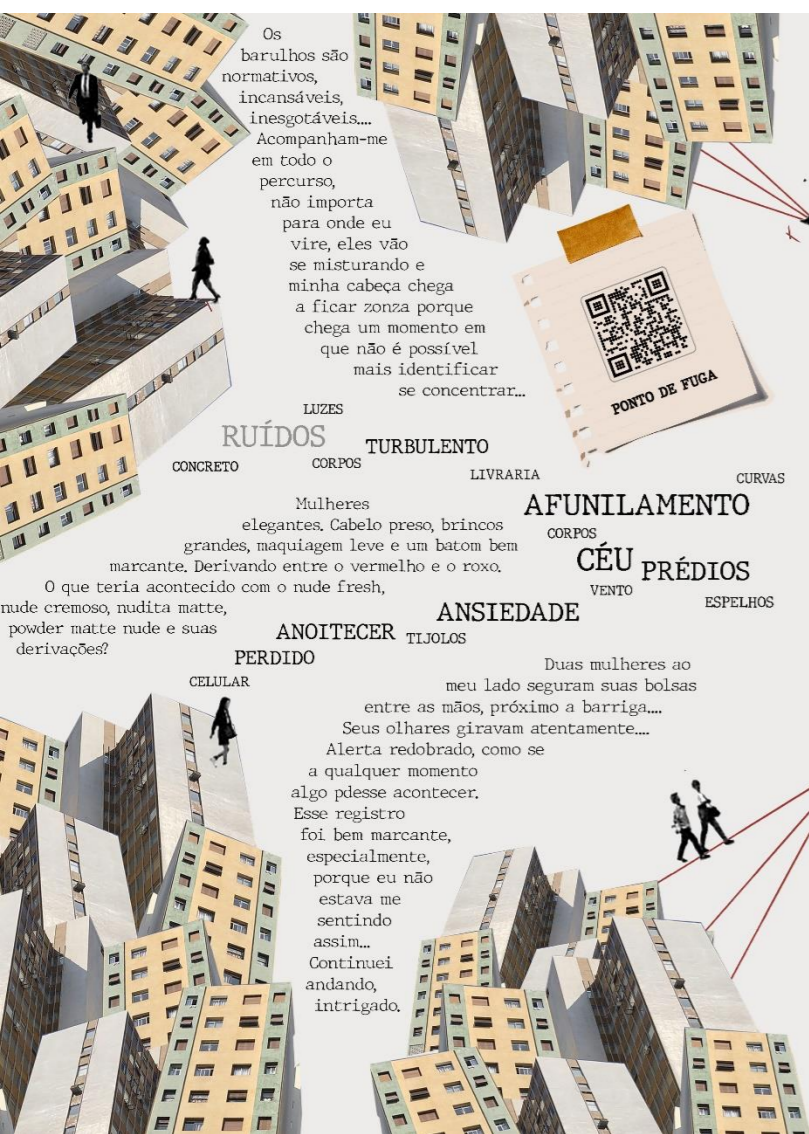 Os
barulhos são
normativos,
incansáveis,
inesgotáveis....
Acompanham-me
em todo o
percurso,
não importa
para onde eu
vire, eles vão
se misturando e
minha cabeça chega
a ficar zonza porque
chega um momento em
que não é possível
mais identificar
se concentrar...
PONTO DE FUGA
LUZES
RUÍDOS
TURBULENTO
CONCRETO
CORPOS
LIVRARIA
CURVAS
Mulheres
elegantes. Cabelo preso, brincos
grandes, maquiagem leve e um batom bem
marcante. Derivando entre o vermelho e o roxo.
O que teria acontecido com o nude fresh,
nude cremoso, nudita matte,
powder matte nude e suas
derivações?
AFUNILAMENTO
CORPOS
CÉU
PRÉDIOS
VENTO
ESPELHOS
ANSIEDADE
ANOITECER
TIJOLOS
PERDIDO
CELULAR
Duas mulheres ao
meu lado seguram suas bolsas
entre as mãos, próximo a barriga....
Seus olhares giravam atentamente....
Alerta redobrado, como se
a qualquer momento
algo pdesse acontecer.
Esse registro
foi bem marcante,
especialmente,
porque eu não
estava me
sentindo
assim...
Continuei
andando,
intrigado.